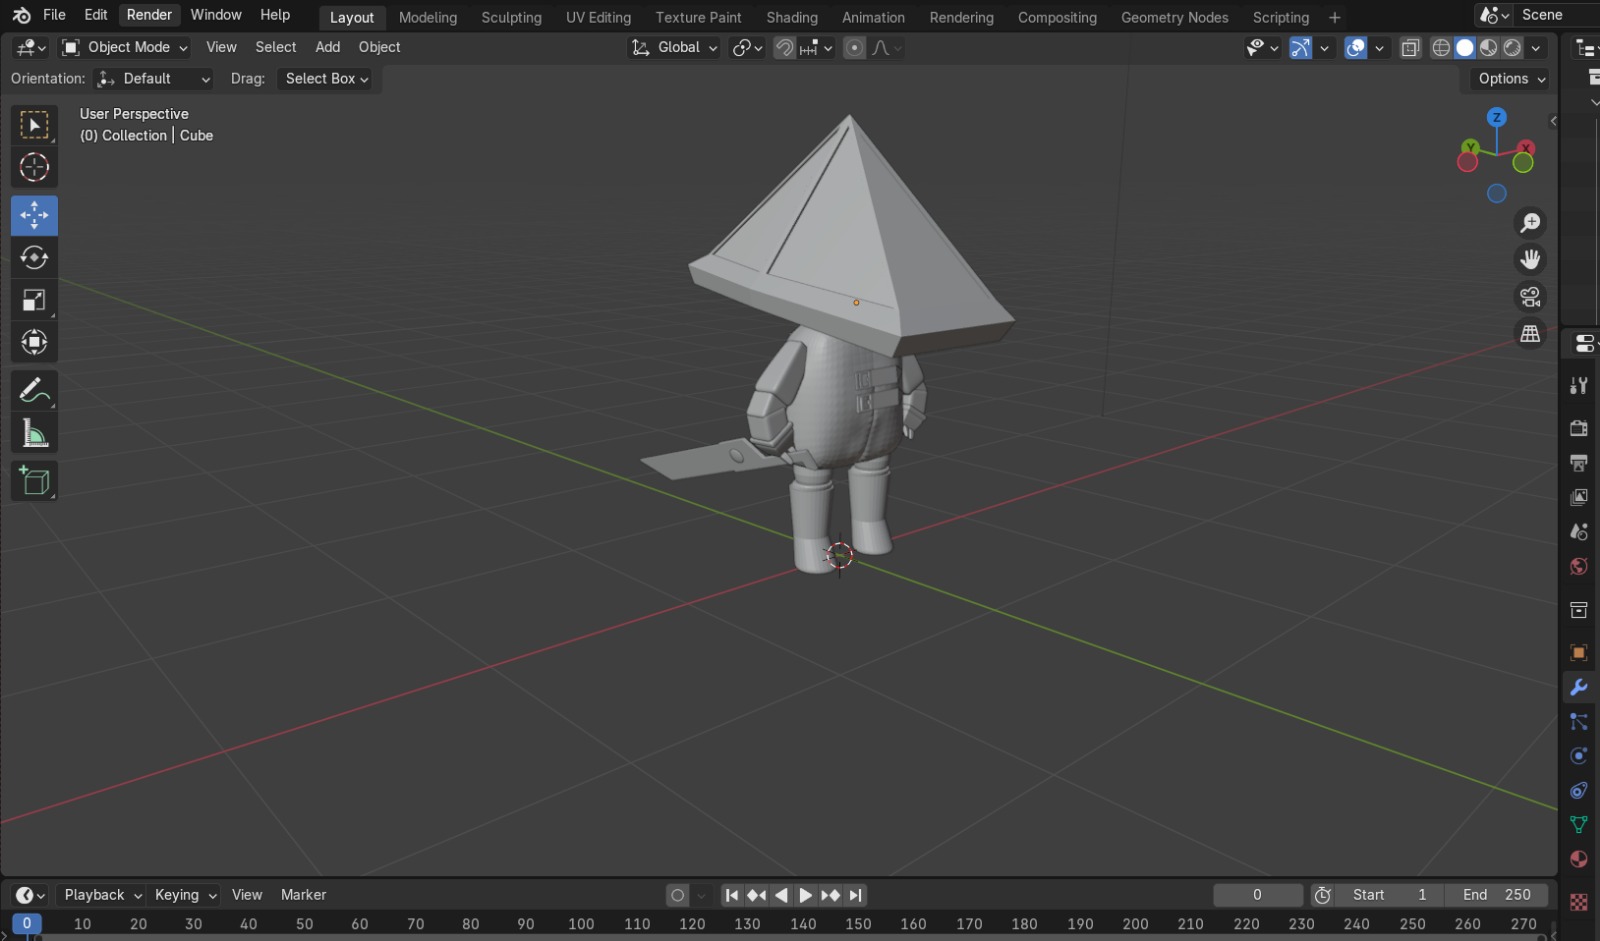 File Edit Render Window Help Layout Modeling Sculpting UV Editing Texture Paint Shading Animation Rendering Compositing Geometry Nodes Scripting + Scene
Object Mode View Select Add Object Global
Orientation: Default Drag: Select Box Options
User Perspective
(0) Collection | Cube
Z
Y X
Playback Keying View Marker 0 Start 1 End 250
0 10 20 30 40 50 60 70 80 90 100 110 120 130 140 150 160 170 180 190 200 210 220 230 240 250 260 270